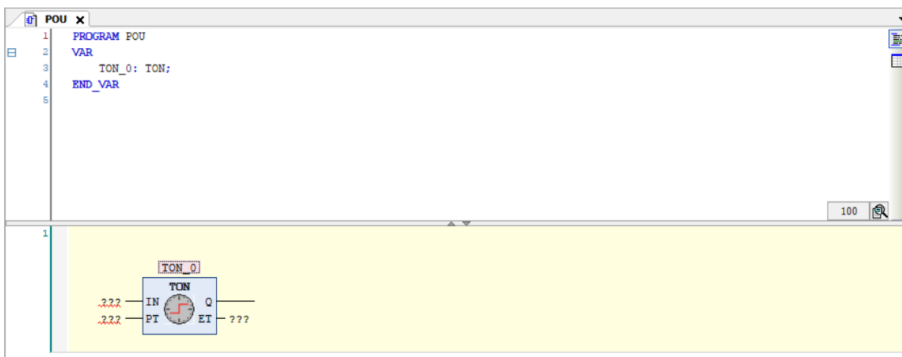 POU
1 PROGRAM POU
2 VAR
3 TON_0: TON;
4 END_VAR
5
100
1
TON_0
TON
??? IN Q
??? PT ET ???